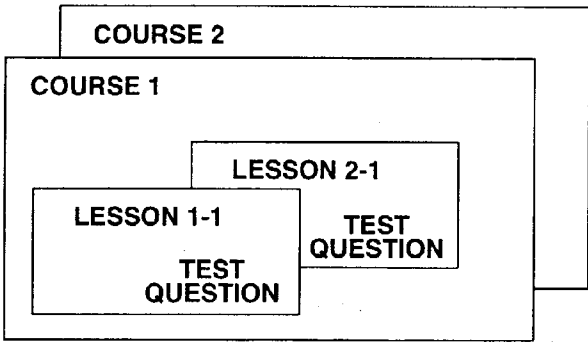 COURSE 2
COURSE 1
LESSON 2-1
TEST
QUESTION
LESSON 1-1
TEST
QUESTION